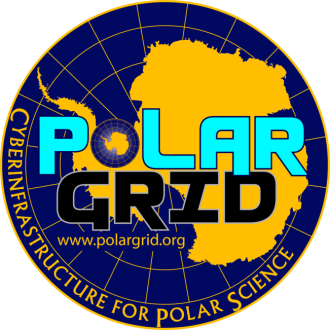 POLAR
GRID
www.polargrid.org
CYBERINFRASTRUCTURE FOR POLAR SCIENCE